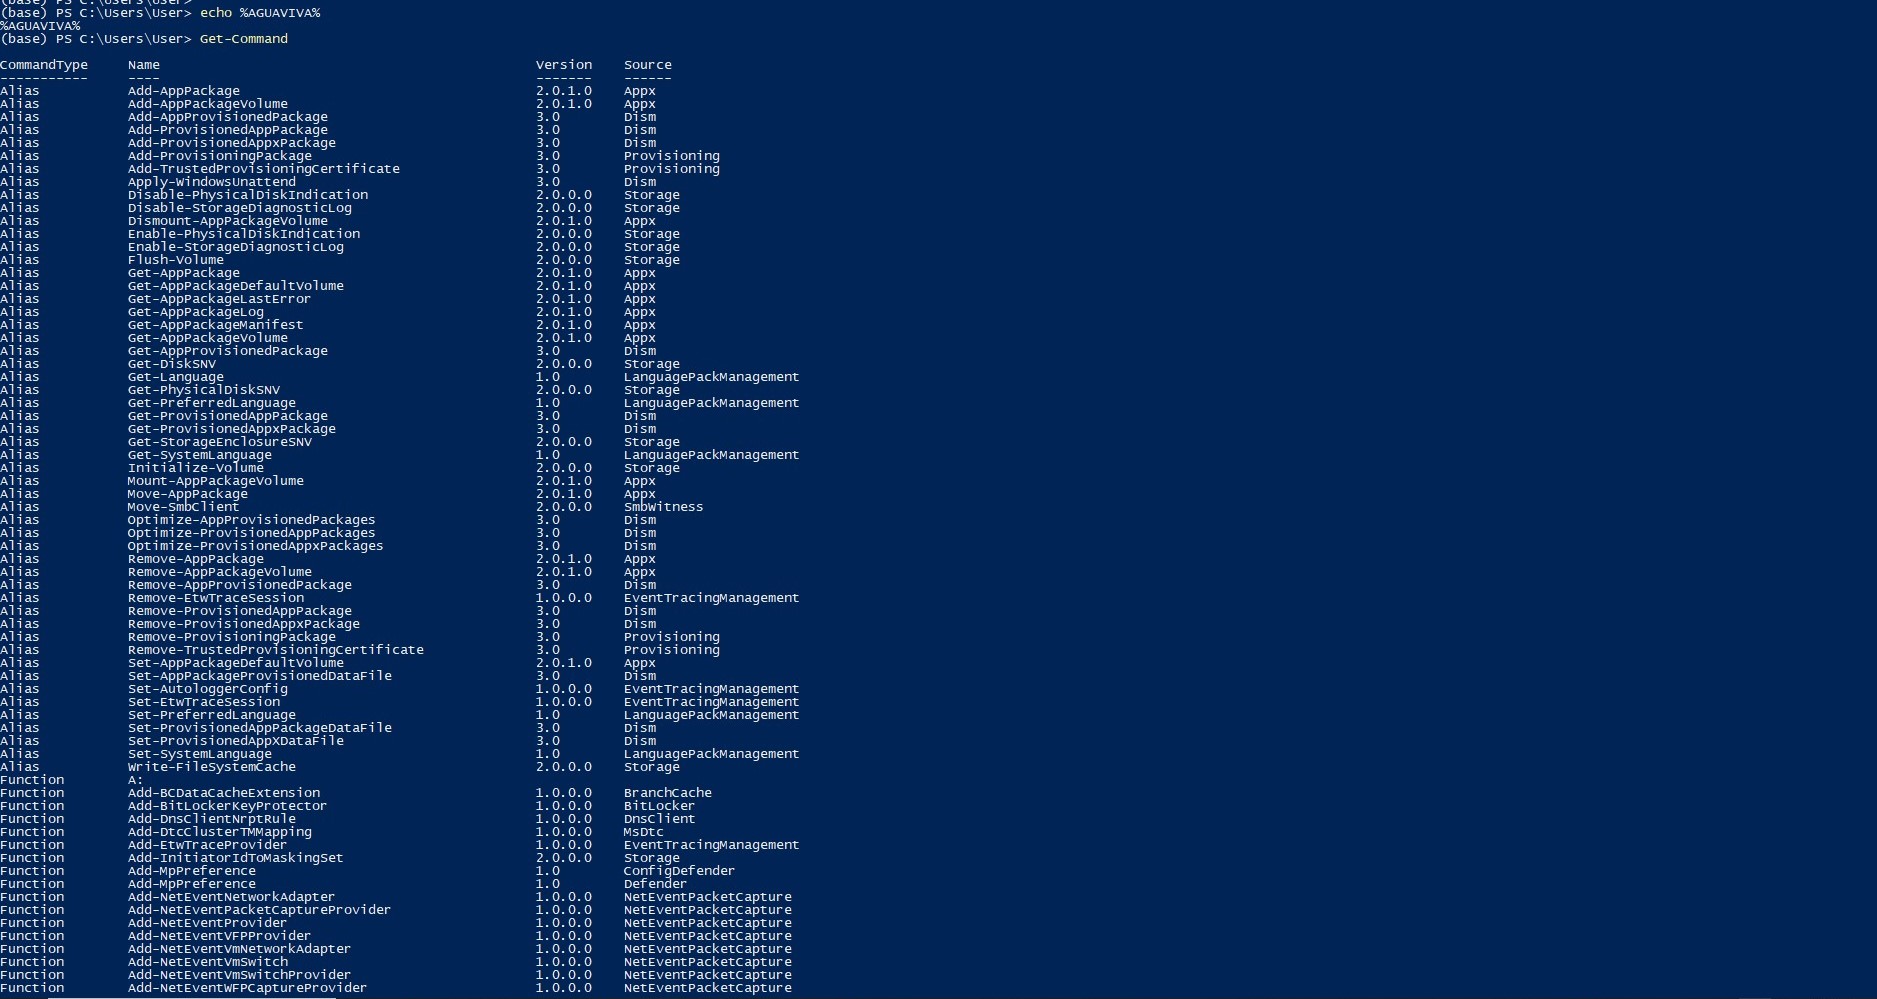 (base) PS C:\Users\User>
(base) PS C:\Users\User> echo %AGUAVIVA%
%AGUAVIVA%
(base) PS C:\Users\User> Get-Command
CommandType Name Version Source
----------- ---- ------- ------
Alias Add-AppPackage 2.0.1.0 Appx
Alias Add-AppPackageVolume 2.0.1.0 Appx
Alias Add-AppProvisionedPackage 3.0 Dism
Alias Add-ProvisionedAppPackage 3.0 Dism
Alias Add-ProvisionedAppxPackage 3.0 Dism
Alias Add-ProvisioningPackage 3.0 Provisioning
Alias Add-TrustedProvisioningCertificate 3.0 Provisioning
Alias Apply-WindowsUnattend 3.0 Dism
Alias Disable-PhysicalDiskIndication 2.0.0.0 Storage
Alias Disable-StorageDiagnosticLog 2.0.0.0 Storage
Alias Dismount-AppPackageVolume 2.0.1.0 Appx
Alias Enable-PhysicalDiskIndication 2.0.0.0 Storage
Alias Enable-StorageDiagnosticLog 2.0.0.0 Storage
Alias Flush-Volume 2.0.0.0 Storage
Alias Get-AppPackage 2.0.1.0 Appx
Alias Get-AppPackageDefaultVolume 2.0.1.0 Appx
Alias Get-AppPackageLastError 2.0.1.0 Appx
Alias Get-AppPackageLog 2.0.1.0 Appx
Alias Get-AppPackageManifest 2.0.1.0 Appx
Alias Get-AppPackageVolume 2.0.1.0 Appx
Alias Get-AppProvisionedPackage 3.0 Dism
Alias Get-DiskSNV 2.0.0.0 Storage
Alias Get-Language 1.0 LanguagePackManagement
Alias Get-PhysicalDiskSNV 2.0.0.0 Storage
Alias Get-PreferredLanguage 1.0 LanguagePackManagement
Alias Get-ProvisionedAppPackage 3.0 Dism
Alias Get-ProvisionedAppxPackage 3.0 Dism
Alias Get-StorageEnclosureSNV 2.0.0.0 Storage
Alias Get-SystemLanguage 1.0 LanguagePackManagement
Alias Initialize-Volume 2.0.0.0 Storage
Alias Mount-AppPackageVolume 2.0.1.0 Appx
Alias Move-AppPackage 2.0.1.0 Appx
Alias Move-SmbClient 2.0.0.0 SmbWitness
Alias Optimize-AppProvisionedPackages 3.0 Dism
Alias Optimize-ProvisionedAppPackages 3.0 Dism
Alias Optimize-ProvisionedAppxPackages 3.0 Dism
Alias Remove-AppPackage 2.0.1.0 Appx
Alias Remove-AppPackageVolume 2.0.1.0 Appx
Alias Remove-AppProvisionedPackage 3.0 Dism
Alias Remove-EtwTraceSession 1.0.0.0 EventTracingManagement
Alias Remove-ProvisionedAppPackage 3.0 Dism
Alias Remove-ProvisionedAppxPackage 3.0 Dism
Alias Remove-ProvisioningPackage 3.0 Provisioning
Alias Remove-TrustedProvisioningCertificate 3.0 Provisioning
Alias Set-AppPackageDefaultVolume 2.0.1.0 Appx
Alias Set-AppPackageProvisionedDataFile 3.0 Dism
Alias Set-AutologgerConfig 1.0.0.0 EventTracingManagement
Alias Set-EtwTraceSession 1.0.0.0 EventTracingManagement
Alias Set-PreferredLanguage 1.0 LanguagePackManagement
Alias Set-ProvisionedAppPackageDataFile 3.0 Dism
Alias Set-ProvisionedAppXDataFile 3.0 Dism
Alias Set-SystemLanguage 1.0 LanguagePackManagement
Alias Write-FileSystemCache 2.0.0.0 Storage
Function A:
Function Add-BCDataCacheExtension 1.0.0.0 BranchCache
Function Add-BitLockerKeyProtector 1.0.0.0 BitLocker
Function Add-DnsClientNrptRule 1.0.0.0 DnsClient
Function Add-DtcClusterTMMapping 1.0.0.0 MsDtc
Function Add-EtwTraceProvider 1.0.0.0 EventTracingManagement
Function Add-InitiatorIdToMaskingSet 2.0.0.0 Storage
Function Add-MpPreference 1.0 ConfigDefender
Function Add-MpPreference 1.0 Defender
Function Add-NetEventNetworkAdapter 1.0.0.0 NetEventPacketCapture
Function Add-NetEventPacketCaptureProvider 1.0.0.0 NetEventPacketCapture
Function Add-NetEventProvider 1.0.0.0 NetEventPacketCapture
Function Add-NetEventVFPProvider 1.0.0.0 NetEventPacketCapture
Function Add-NetEventVmNetworkAdapter 1.0.0.0 NetEventPacketCapture
Function Add-NetEventVmSwitch 1.0.0.0 NetEventPacketCapture
Function Add-NetEventVmSwitchProvider 1.0.0.0 NetEventPacketCapture
Function Add-NetEventWFPCaptureProvider 1.0.0.0 NetEventPacketCapture